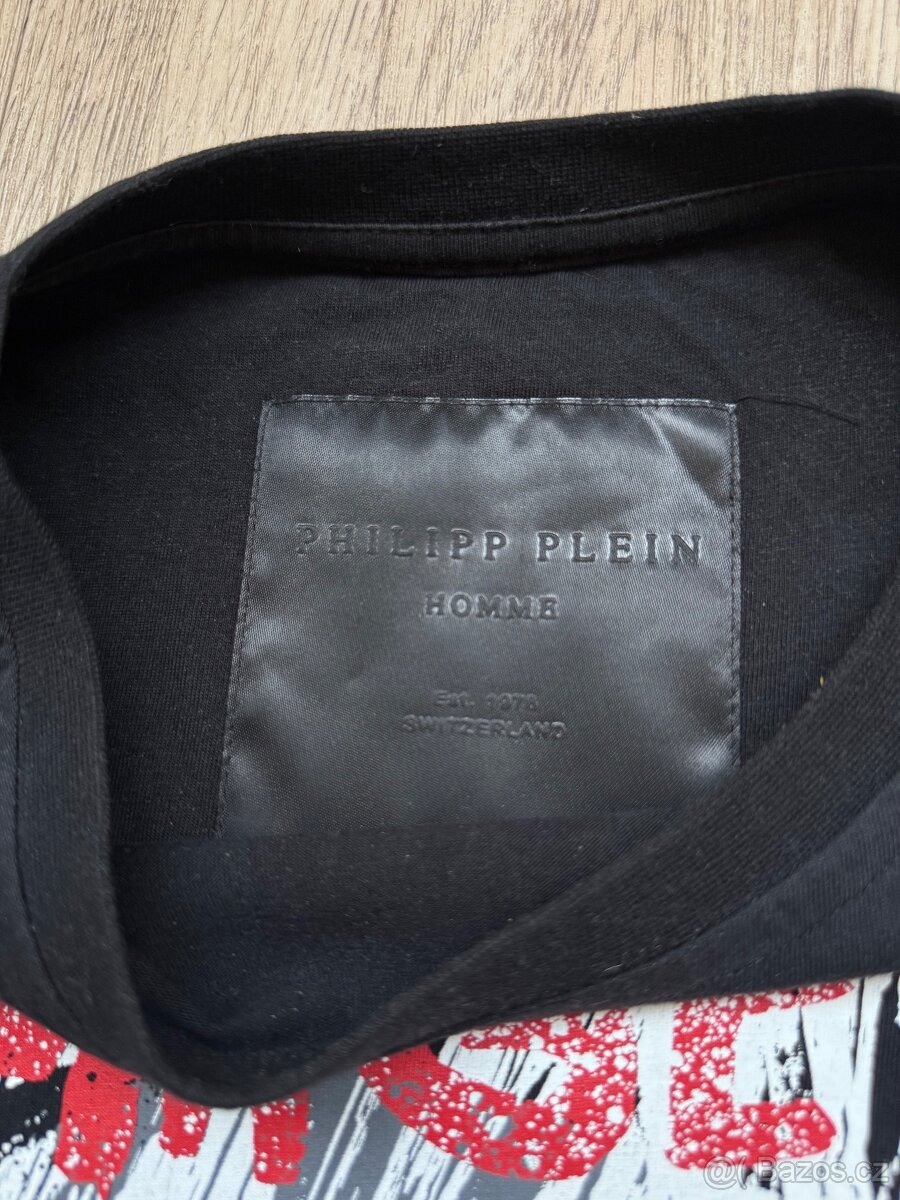 PHILIPP PLEIN
HOMME
Est. 1978
SWITZERLAND
Bazos.cz